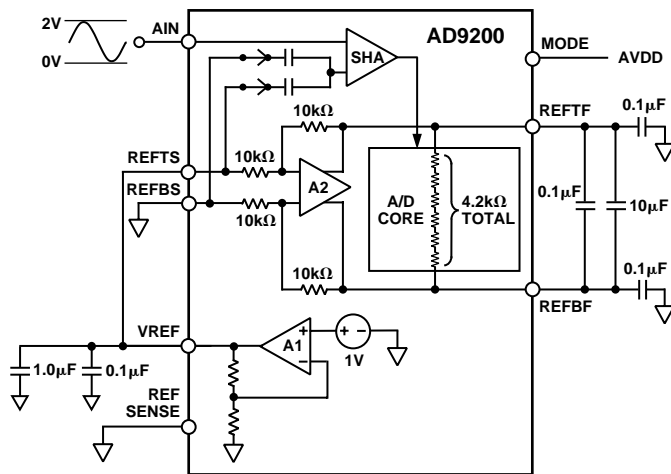 2V
0V
AIN
AD9200
MODE
AVDD
SHA
10kΩ
REFTF
0.1µF
REFTS
10kΩ
REFBS
A2
10kΩ
A/D
CORE
4.2kΩ
TOTAL
0.1µF
10µF
10kΩ
0.1µF
REFBF
VREF
+
A1
−
+ −
1V
1.0µF
0.1µF
REF
SENSE